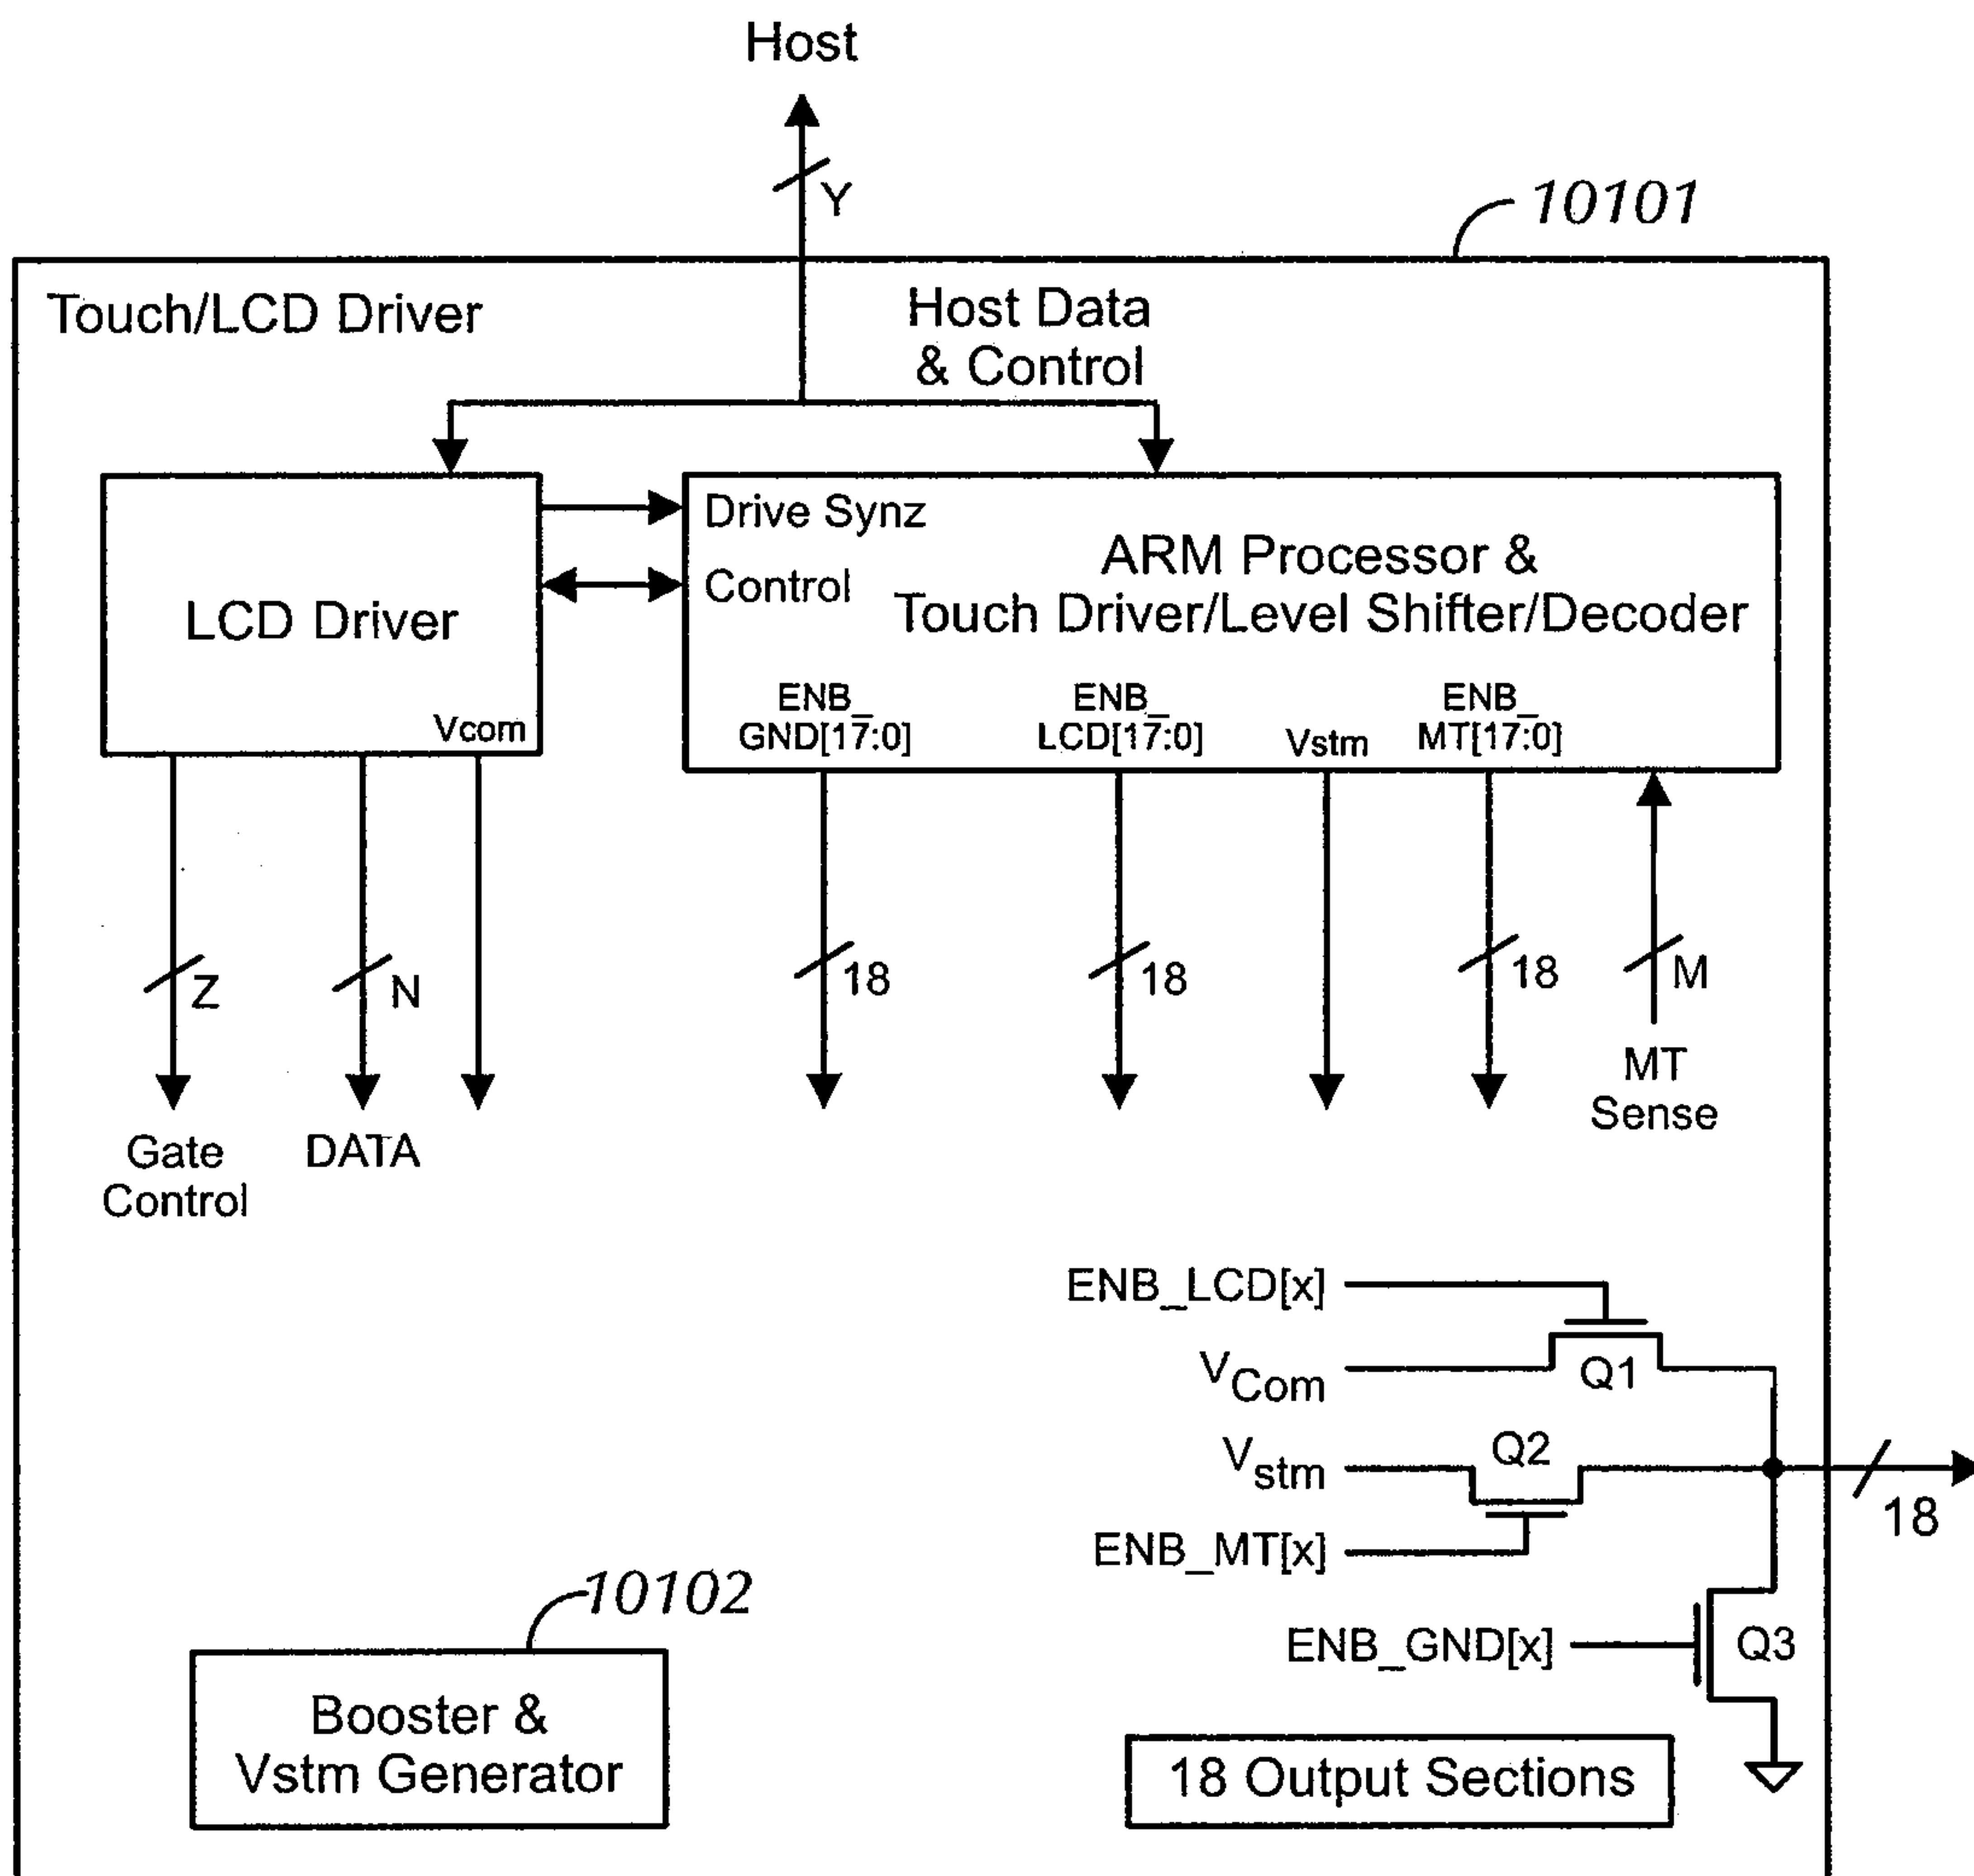 Host
Y
10101
Touch/LCD Driver
Host Data
& Control
Drive Synz
Control
ARM Processor &
Touch Driver/Level Shifter/Decoder
LCD Driver
Vcom
ENB_
GND[17:0]
ENB_
LCD[17:0]
Vstm
ENB_
MT[17:0]
Z
N
18
18
18
M
Gate
Control
DATA
MT
Sense
ENB_LCD[x]
VCom
Q1
Vstm
Q2
ENB_MT[x]
18
ENB_GND[x]
Q3
10102
Booster &
Vstm Generator
18 Output Sections